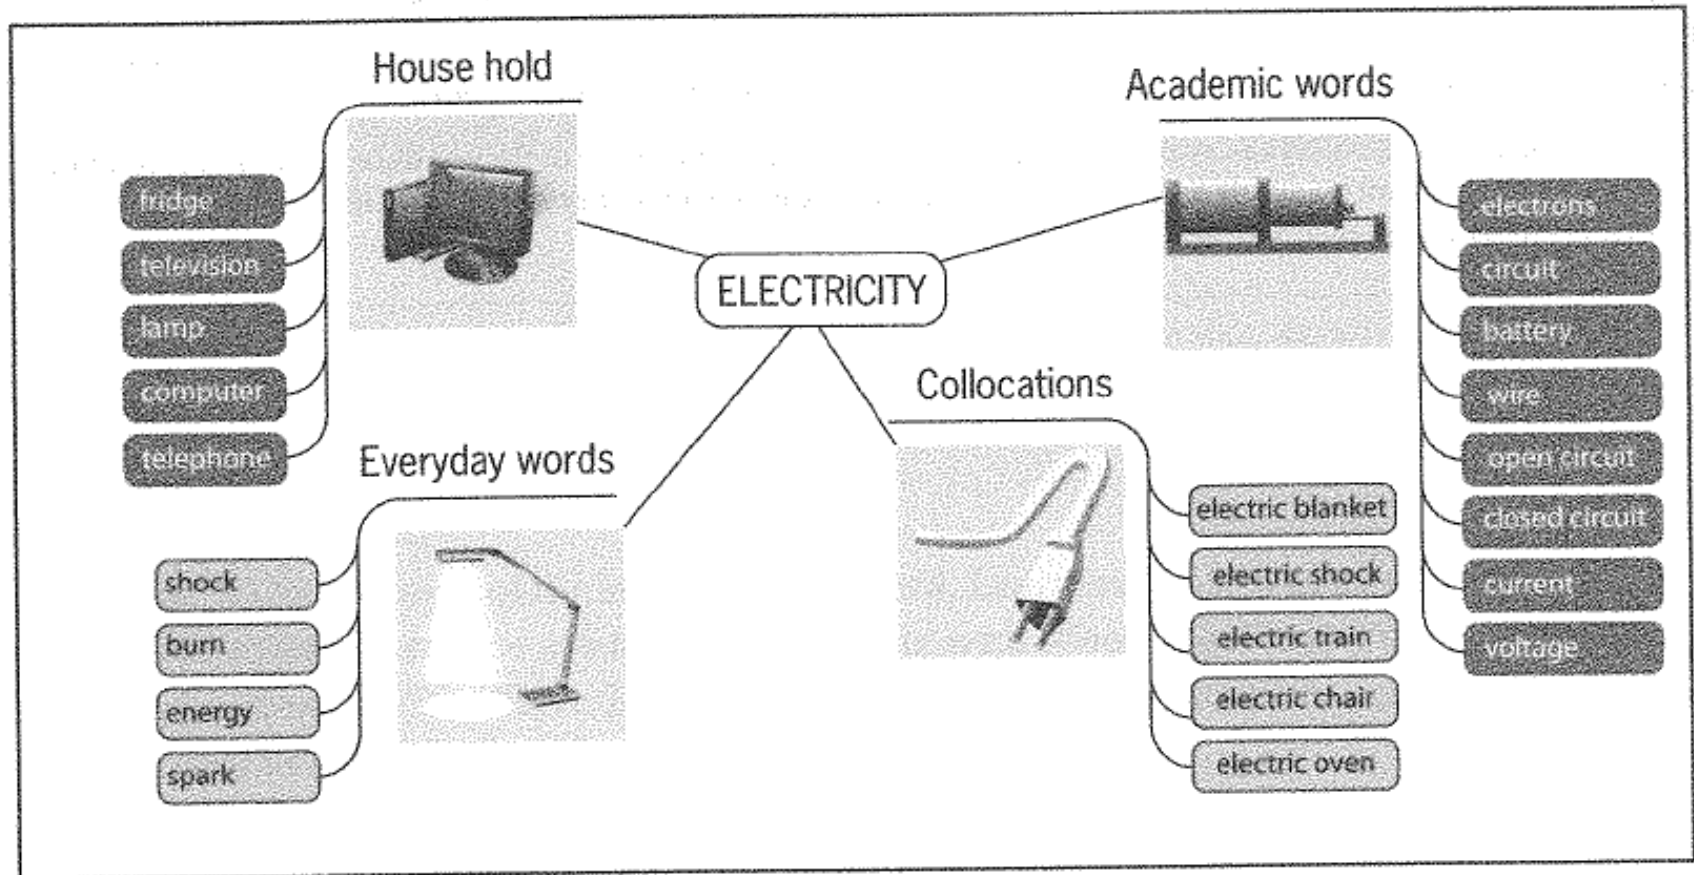 House hold
fridge
television
lamp
computer
telephone
Everyday words
shock
burn
energy
spark
ELECTRICITY
Collocations
electric blanket
electric shock
electric train
electric chair
electric oven
Academic words
electrons
circuit
battery
wire
open circuit
closed circuit
current
voltage